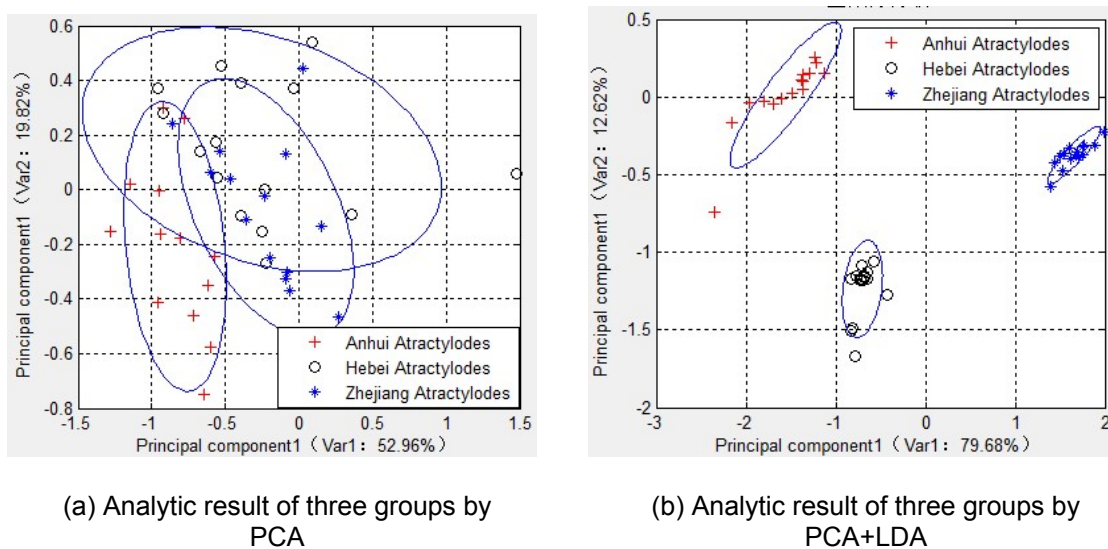 0.6
0.4
0.2
0
-0.2
-0.4
-0.6
-0.8
-1.5
-1
-0.5
0
0.5
1
1.5
Principal component1（Var2：19.82%）
Principal component1（Var1：52.96%）
Anhui Atractylodes
Hebei Atractylodes
Zhejiang Atractylodes
(a) Analytic result of three groups by
PCA
0.5
0
-0.5
-1
-1.5
-2
-3
-2
-1
0
1
2
Principal component1（Var2：12.62%）
Principal component1（Var1：79.68%）
Anhui Atractylodes
Hebei Atractylodes
Zhejiang Atractylodes
(b) Analytic result of three groups by
PCA+LDA